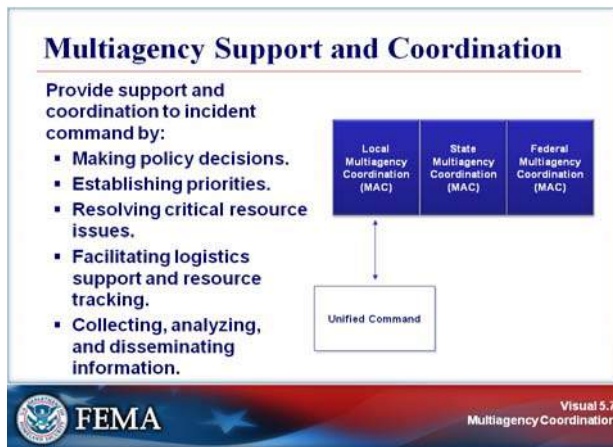 Multiagency Support and Coordination
Provide support and
coordination to incident
command by:
▪ Making policy decisions.
▪ Establishing priorities.
▪ Resolving critical resource
issues.
▪ Facilitating logistics
support and resource
tracking.
▪ Collecting, analyzing,
and disseminating
information.
Local
Multiagency
Coordination
(MAC)
State
Multiagency
Coordination
(MAC)
Federal
Multiagency
Coordination
(MAC)
Unified Command
FEMA
Visual 5.7
Multiagency Coordination